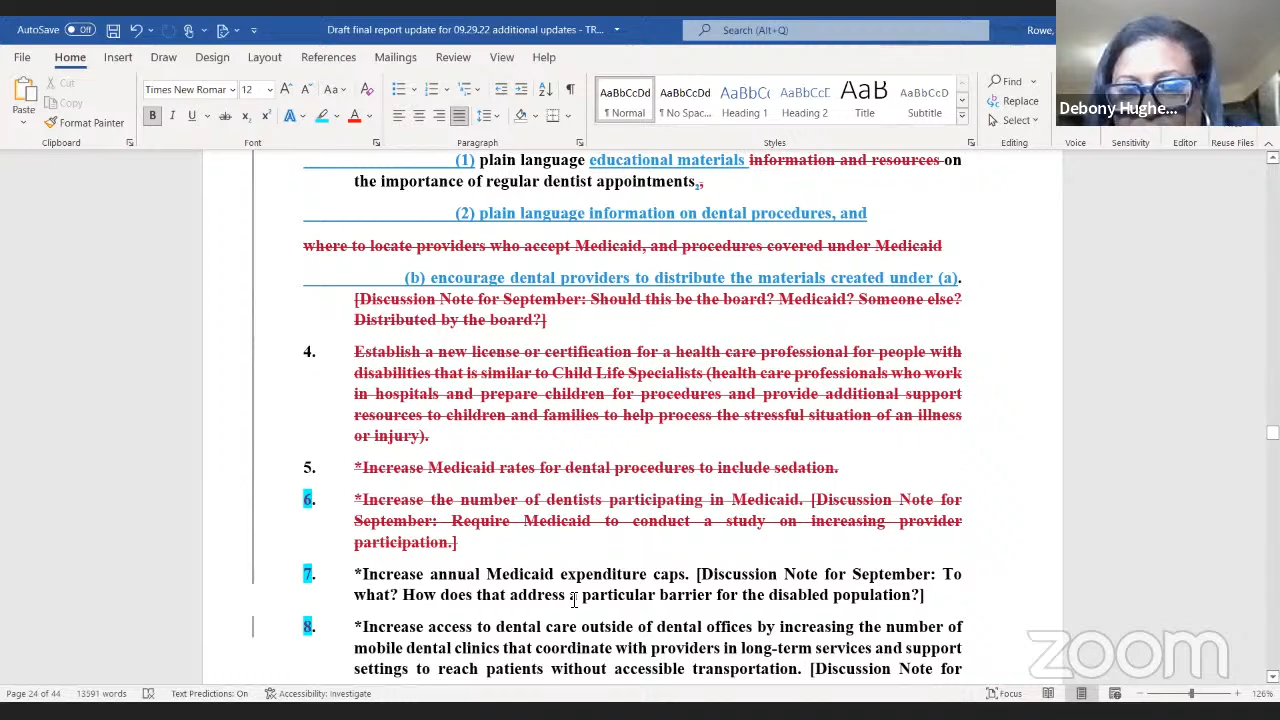 AutoSave Off Draft final report update for 09.29.22 additional updates - TR... Search (Alt+Q) Rowe,
File Home Insert Draw Design Layout References Mailings Review View Help
Debony Hughe...
Paste Cut Copy Format Painter
Times New Roman 12
AaBbCcDd AaBbCcDd AaBbCc AaBbCcC AaB AaBbCcD
¶ Normal ¶ No Spac... Heading 1 Heading 2 Title Subtitle
Find Replace Select
Clipboard Font Paragraph Styles Editing Voice Sensitivity Editor Reuse Files
(1) plain language educational materials information and resources on
the importance of regular dentist appointments,,
(2) plain language information on dental procedures, and
where to locate providers who accept Medicaid, and procedures covered under Medicaid
(b) encourage dental providers to distribute the materials created under (a).
[Discussion Note for September: Should this be the board? Medicaid? Someone else?
Distributed by the board?]
4. Establish a new license or certification for a health care professional for people with
disabilities that is similar to Child Life Specialists (health care professionals who work
in hospitals and prepare children for procedures and provide additional support
resources to children and families to help process the stressful situation of an illness
or injury).
5. *Increase Medicaid rates for dental procedures to include sedation.
6. *Increase the number of dentists participating in Medicaid. [Discussion Note for
September: Require Medicaid to conduct a study on increasing provider
participation.]
7. *Increase annual Medicaid expenditure caps. [Discussion Note for September: To
what? How does that address a particular barrier for the disabled population?]
8. *Increase access to dental care outside of dental offices by increasing the number of
mobile dental clinics that coordinate with providers in long-term services and support
settings to reach patients without accessible transportation. [Discussion Note for
zoom
Page 24 of 44 13591 words Text Predictions: On Accessibility: Investigate Focus 126%